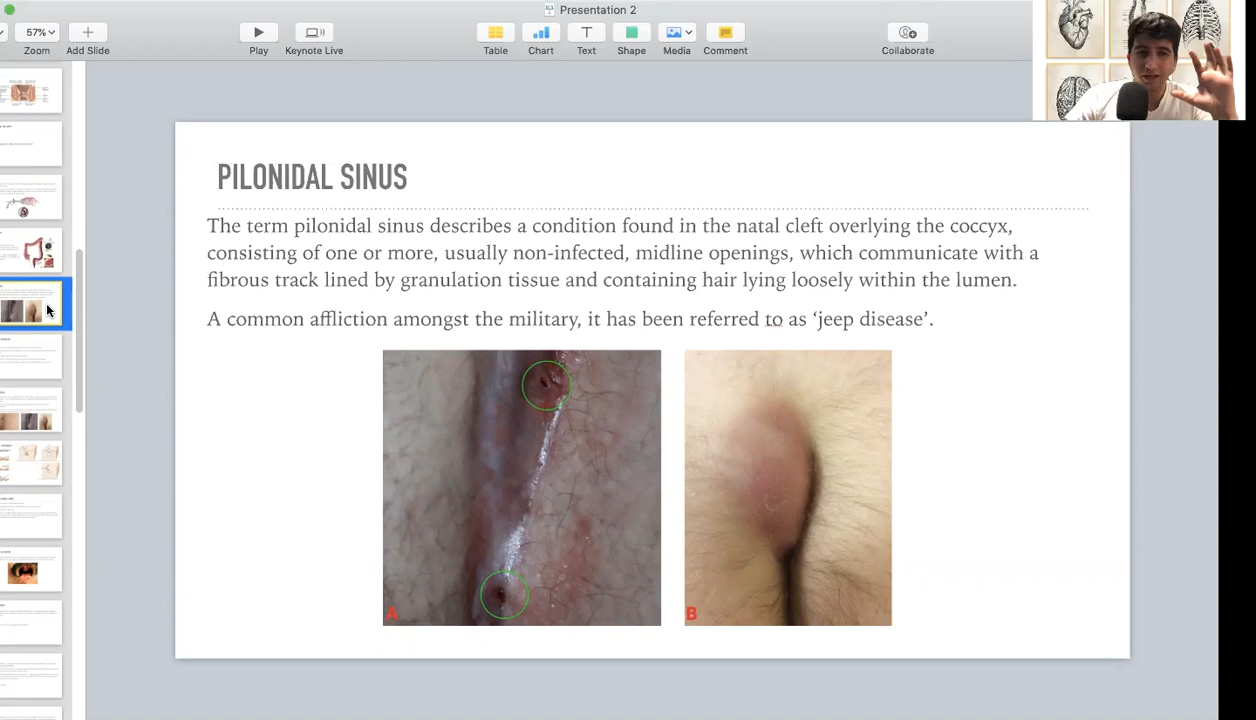 Presentation 2
57%
Zoom
Add Slide
Play
Keynote Live
Table
Chart
Text
Shape
Media
Comment
Collaborate
PILONIDAL SINUS
The term pilonidal sinus describes a condition found in the natal cleft overlying the coccyx,
consisting of one or more, usually non-infected, midline openings, which communicate with a
fibrous track lined by granulation tissue and containing hair lying loosely within the lumen.
A common affliction amongst the military, it has been referred to as ‘jeep disease’.
A
B